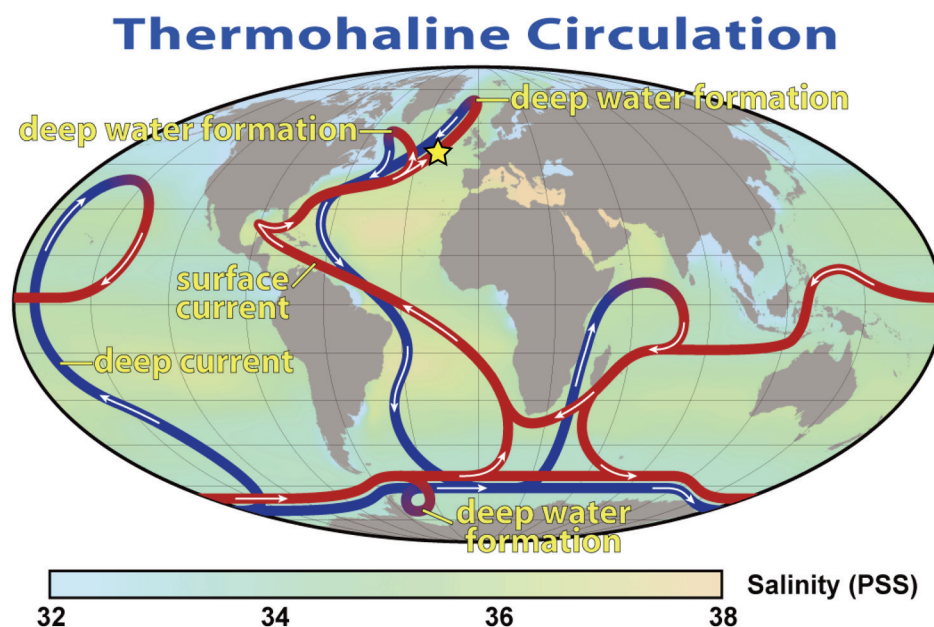 Thermohaline Circulation
deep water formation
deep water formation
surface
current
deep current
deep water
formation
Salinity (PSS)
32 34 36 38